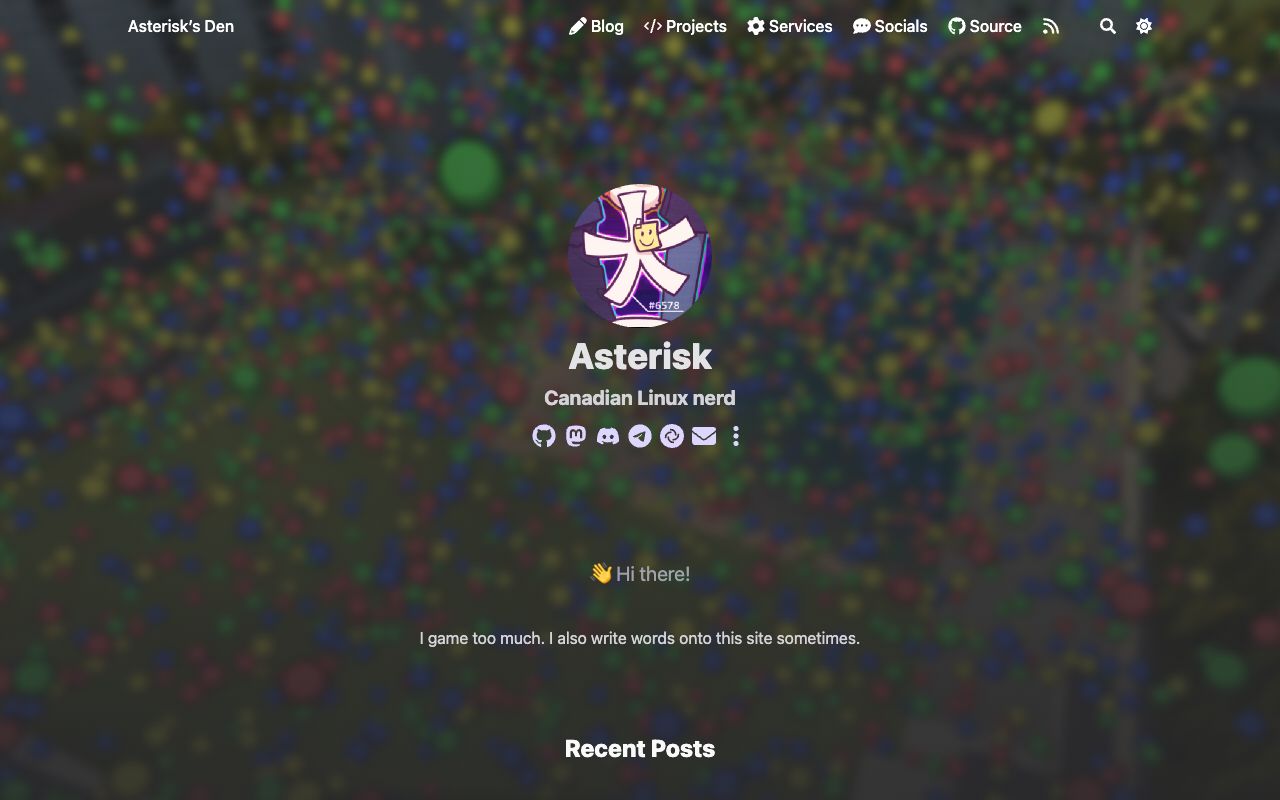 Asterisk’s Den
Blog
Projects
Services
Socials
Source
#6578
Asterisk
Canadian Linux nerd
👋 Hi there!
I game too much. I also write words onto this site sometimes.
Recent Posts